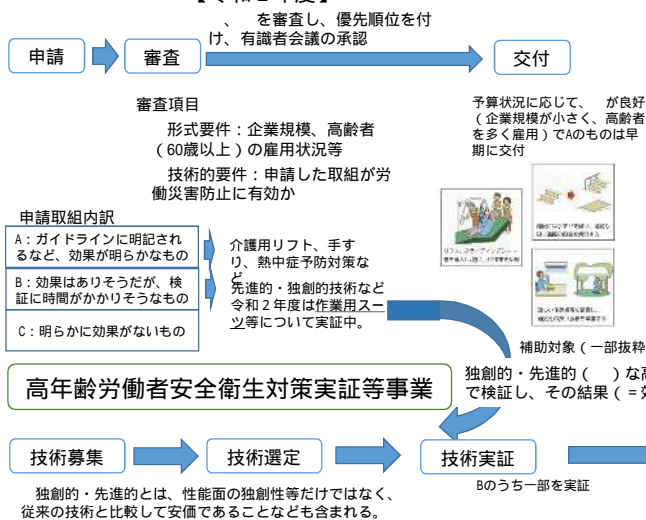 、　を審査し、優先順位を付
け、有識者会議の承認
申請
審査
交付
審査項目
形式要件：企業規模、高齢者
（60歳以上）の雇用状況等
技術的要件：申請した取組が労
働災害防止に有効か
予算状況に応じて、　が良好
（企業規模が小さく、高齢者
を多く雇用）でAのものは早
期に交付
申請取組内訳
A：ガイドラインに明記され
るなど、効果が明らかなもの
B：効果はありそうだが、検
証に時間がかかりそうなもの
C：明らかに効果がないもの
介護用リフト、手す
り、熱中症予防対策な
ど
先進的・独創的技術など
令和２年度は作業用スー
ツ等について実証中。
補助対象（一部抜粋
高年齢労働者安全衛生対策実証等事業
独創的・先進的（　）な高
で検証し、その結果（＝効
技術募集
技術選定
技術実証
Bのうち一部を実証
独創的・先進的とは、性能面の独創性等だけではなく、
従来の技術と比較して安価であることなども含まれる。